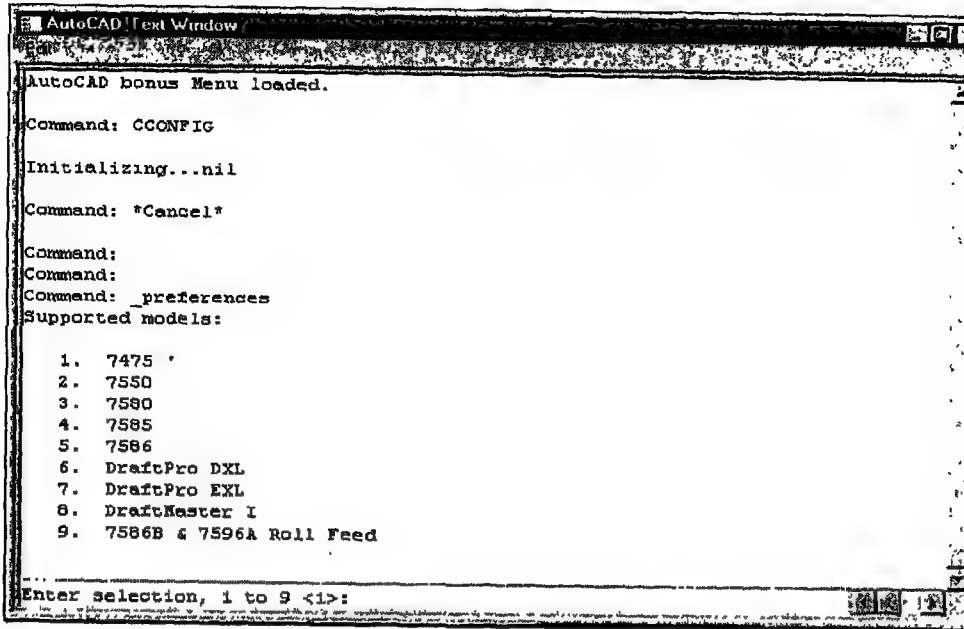 AutoCAD Text Window
Edit
AutoCAD bonus Menu loaded.
Command: CCONFIG
Initializing...nil
Command: *Cancel*
Command:
Command:
Command: _preferences
Supported models:
1. 7475
2. 7550
3. 7580
4. 7585
5. 7586
6. DraftPro DXL
7. DraftPro EXL
8. DraftMaster I
9. 7586B & 7596A Roll Feed
Enter selection, 1 to 9 <1>: